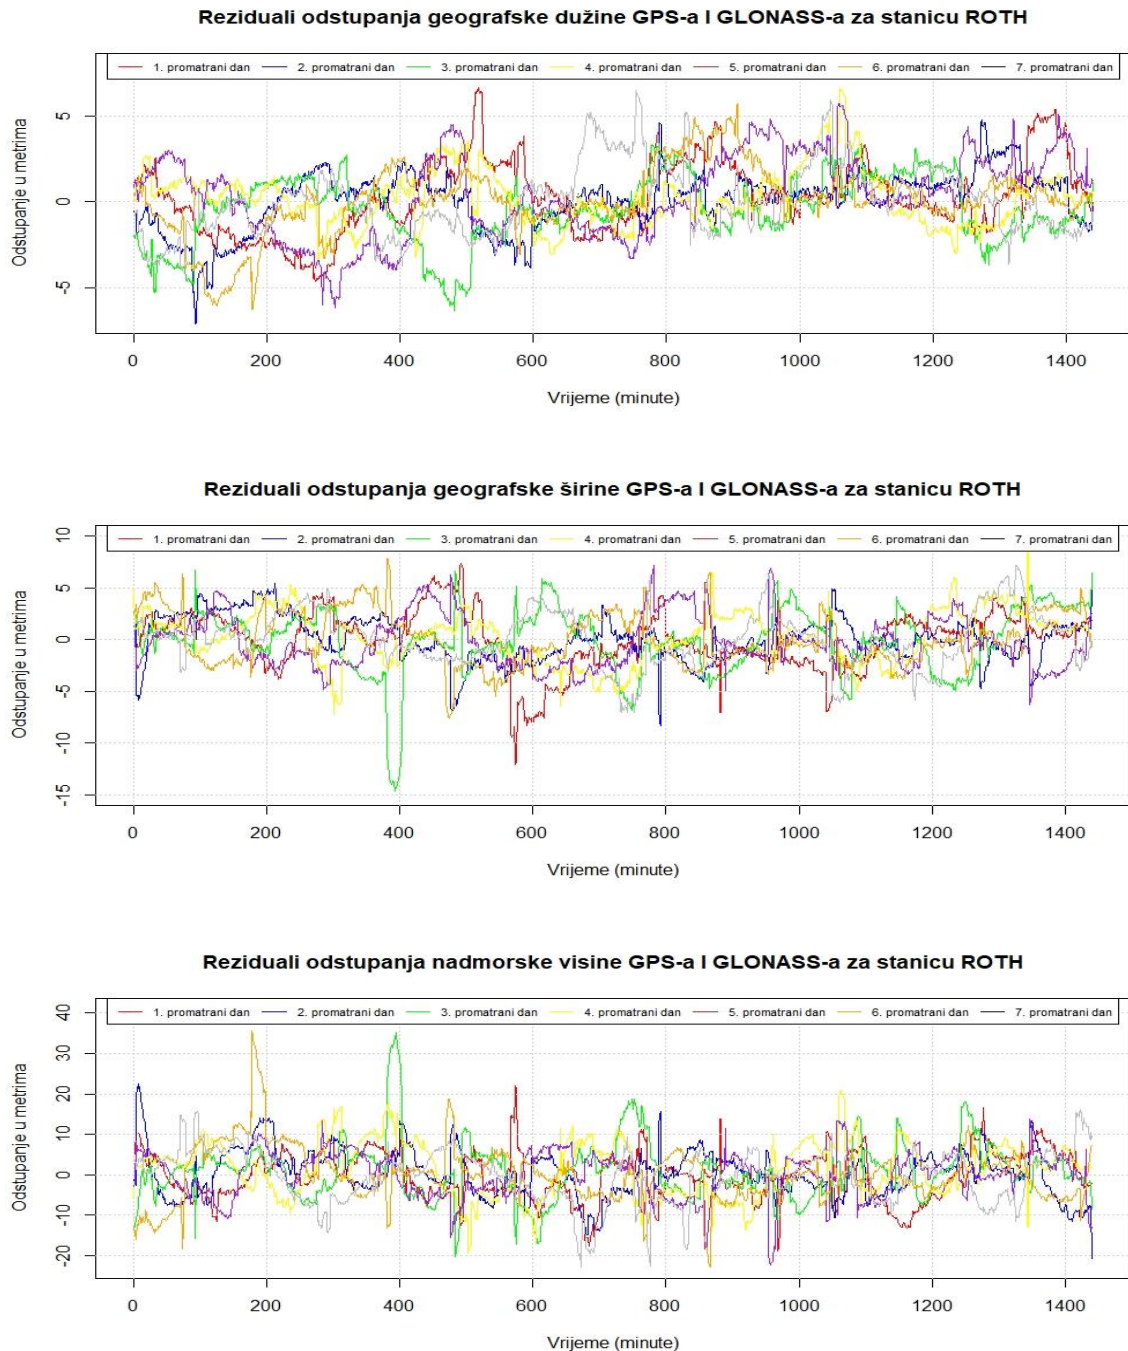 Reziduali odstupanja geografske dužine GPS-a I GLONASS-a za stanicu ROTH
1. promatrani dan 2. promatrani dan 3. promatrani dan 4. promatrani dan 5. promatrani dan 6. promatrani dan 7. promatrani dan
Odstupanje u metrima
5
0
-5
0 200 400 600 800 1000 1200 1400
Vrijeme (minute)
Reziduali odstupanja geografske širine GPS-a I GLONASS-a za stanicu ROTH
1. promatrani dan 2. promatrani dan 3. promatrani dan 4. promatrani dan 5. promatrani dan 6. promatrani dan 7. promatrani dan
Odstupanje u metrima
10
5
0
-5
-10
-15
0 200 400 600 800 1000 1200 1400
Vrijeme (minute)
Reziduali odstupanja nadmorske visine GPS-a I GLONASS-a za stanicu ROTH
1. promatrani dan 2. promatrani dan 3. promatrani dan 4. promatrani dan 5. promatrani dan 6. promatrani dan 7. promatrani dan
Odstupanje u metrima
40
30
20
10
0
-10
-20
0 200 400 600 800 1000 1200 1400
Vrijeme (minute)